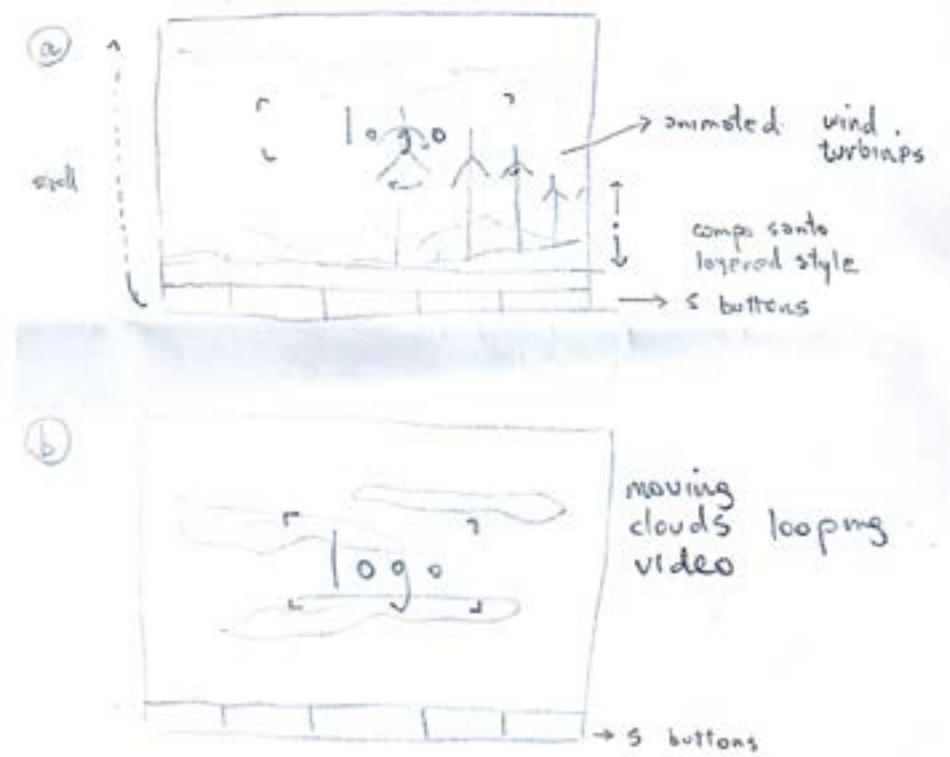 a
scroll
logo
animated wind
turbines
campo santo
layered style
5 buttons
b
logo
moving
clouds looping
video
5 buttons